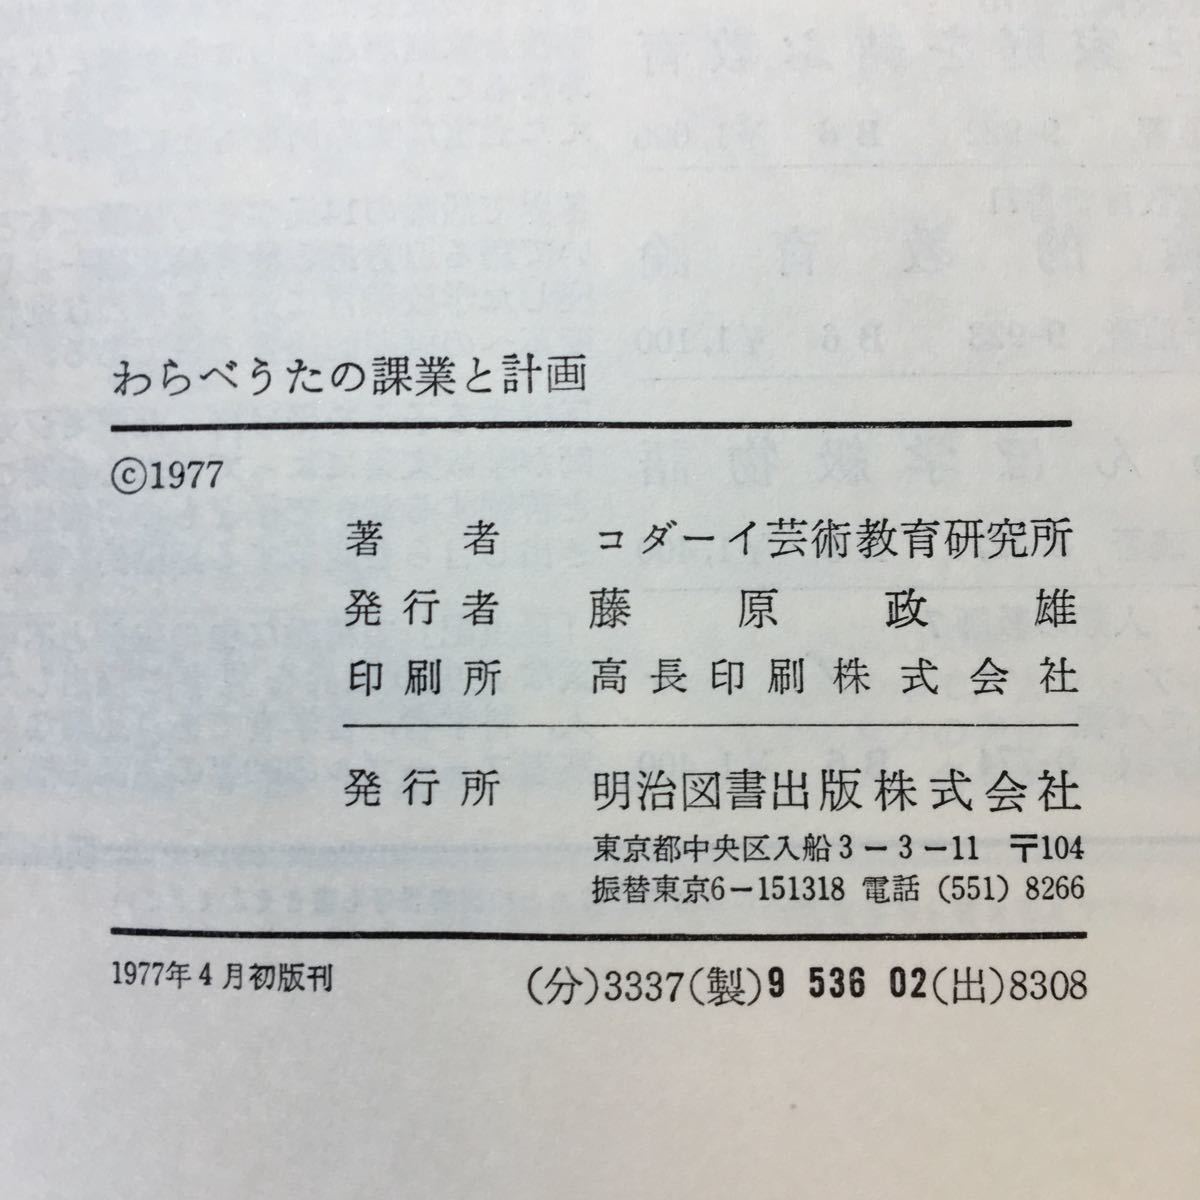 わらべうたの課業と計画
©1977
著者 コダーイ芸術教育研究所
発行者 藤原政雄
印刷所 高長印刷株式会社
発行所 明治図書出版株式会社
東京都中央区入船3-3-11 〒104
振替東京6-151318 電話 (551) 8266
1977年4月初版刊 (分)3337(製)9 536 02(出)8308